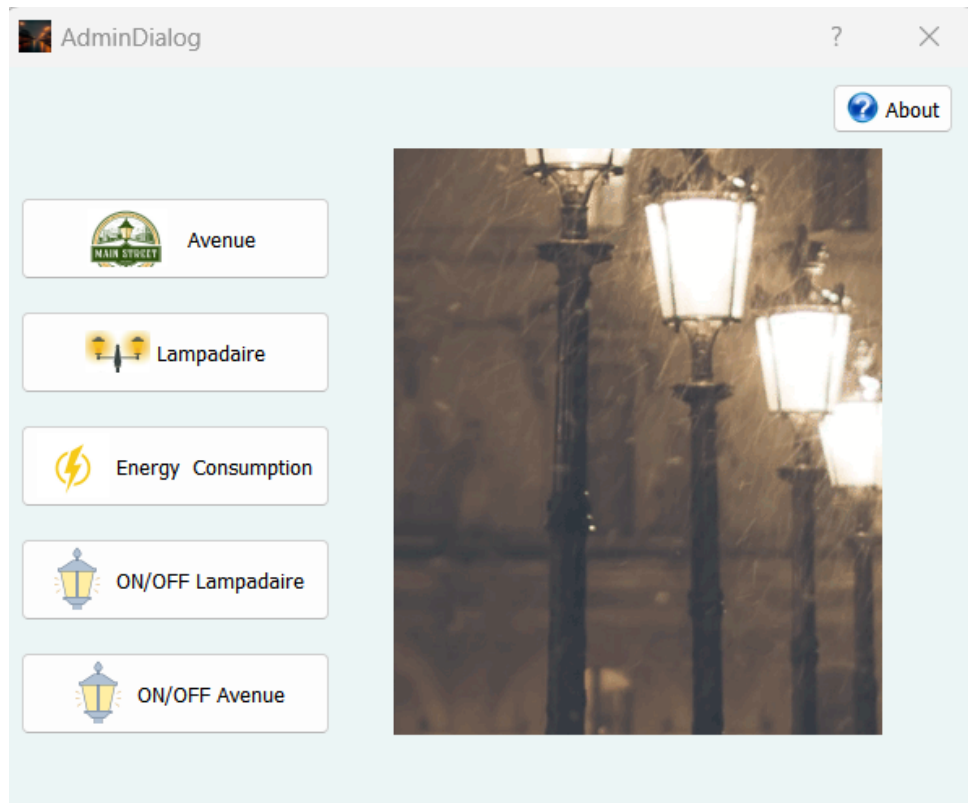 AdminDialog
?
About
MAIN STREET
Avenue
Lampadaire
Energy Consumption
ON/OFF Lampadaire
ON/OFF Avenue